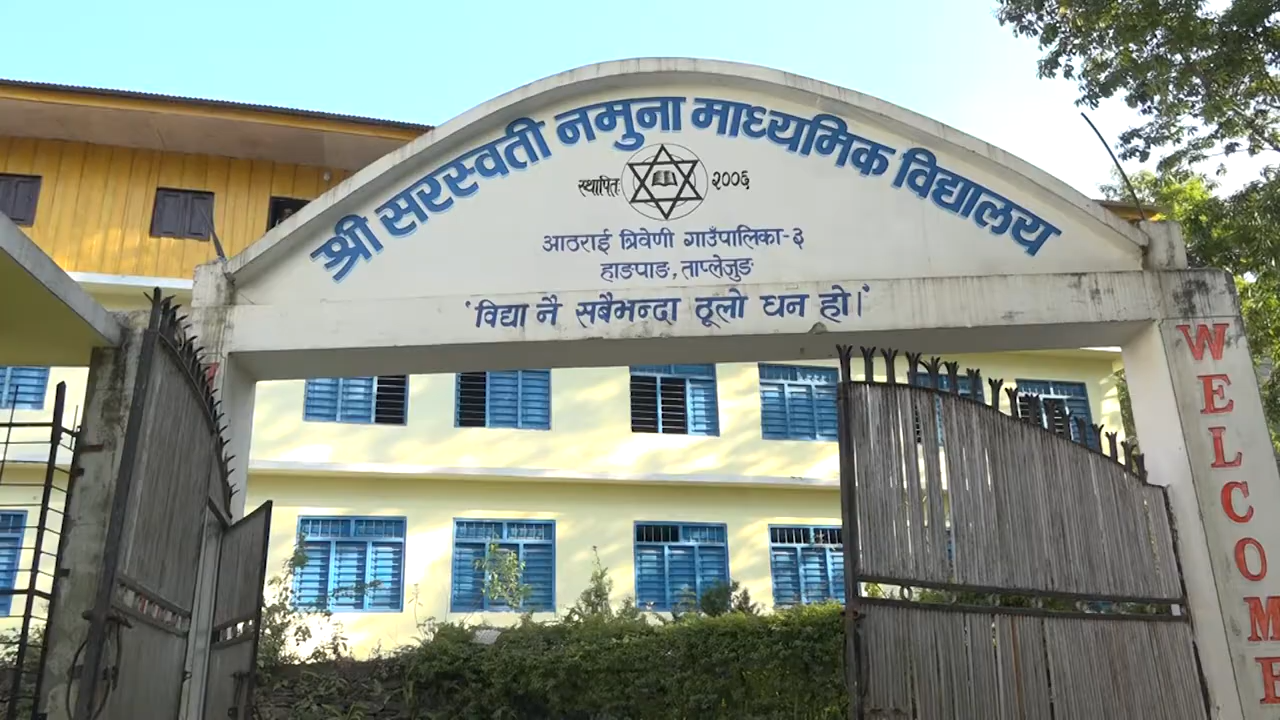 श्री सरस्वती नमुना माध्यमिक विद्यालय
स्थापित: २००६
आठराई त्रिवेणी गाउँपालिका-३
हाङपाङ, ताप्लेजुङ
'विद्या नै सबैभन्दा ठूलो धन हो।'
WELCOME